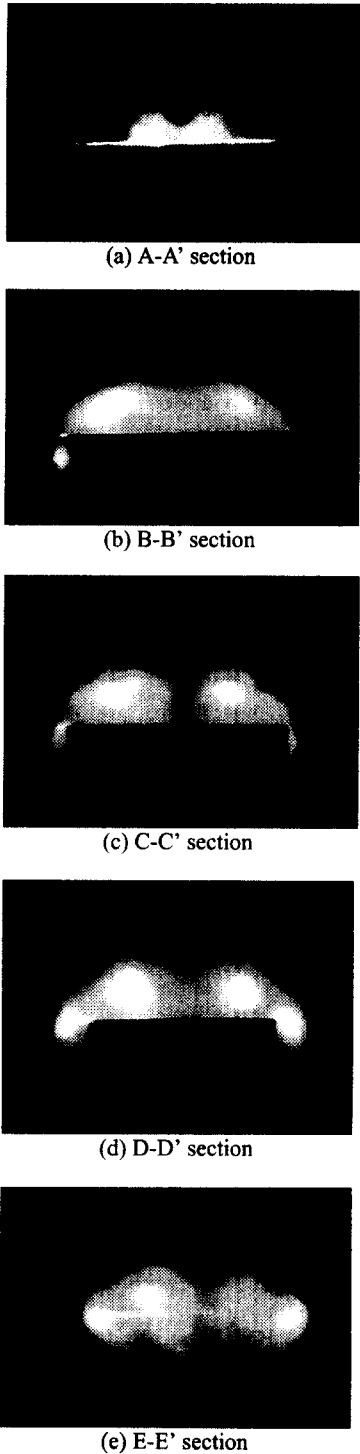 (a) A-A' section
(b) B-B' section
(c) C-C' section
(d) D-D' section
(e) E-E' section